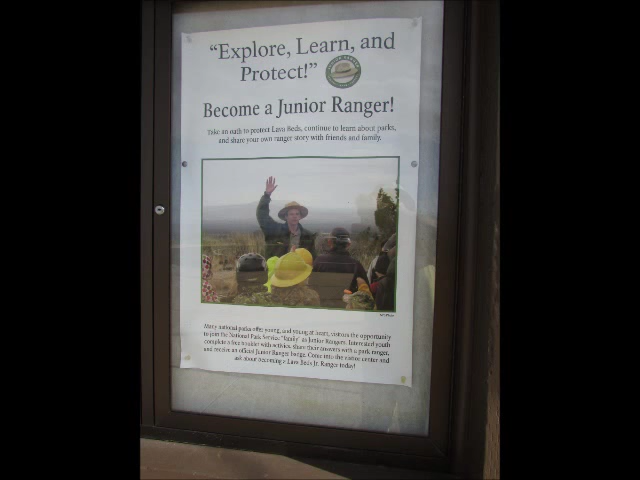 "Explore, Learn, and
Protect!"
Become a Junior Ranger!
Take an oath to protect Lava Beds, continue to learn about parks,
and share your own ranger story with friends and family.
Many national parks offer young, and young at heart, visitors the opportunity
to join the National Park Service "family" as Junior Rangers. Interested youth
complete a free booklet with activies, share their answers with a park ranger,
and receive an official Junior Ranger badge. Come into the visitor center and
ask about becoming a Lava Beds Jr. Ranger today!